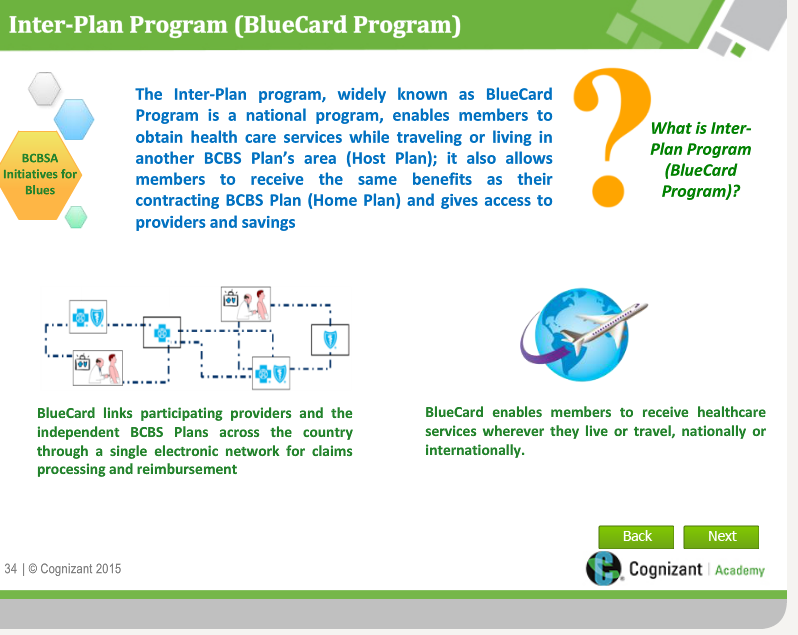 Inter-Plan Program (BlueCard Program)
The Inter-Plan program, widely known as BlueCard
Program is a national program, enables members to
obtain health care services while traveling or living in
another BCBS Plan's area (Host Plan); it also allows
members to receive the same benefits as their
contracting BCBS Plan (Home Plan) and gives access to
providers and savings
BCBSA
Initiatives for
Blues
?
What is Inter-
Plan Program
(BlueCard
Program)?
BlueCard links participating providers and the
independent BCBS Plans across the country
through a single electronic network for claims
processing and reimbursement
BlueCard enables members to receive healthcare
services wherever they live or travel, nationally or
internationally.
Back
Next
34 | © Cognizant 2015
Cognizant | Academy